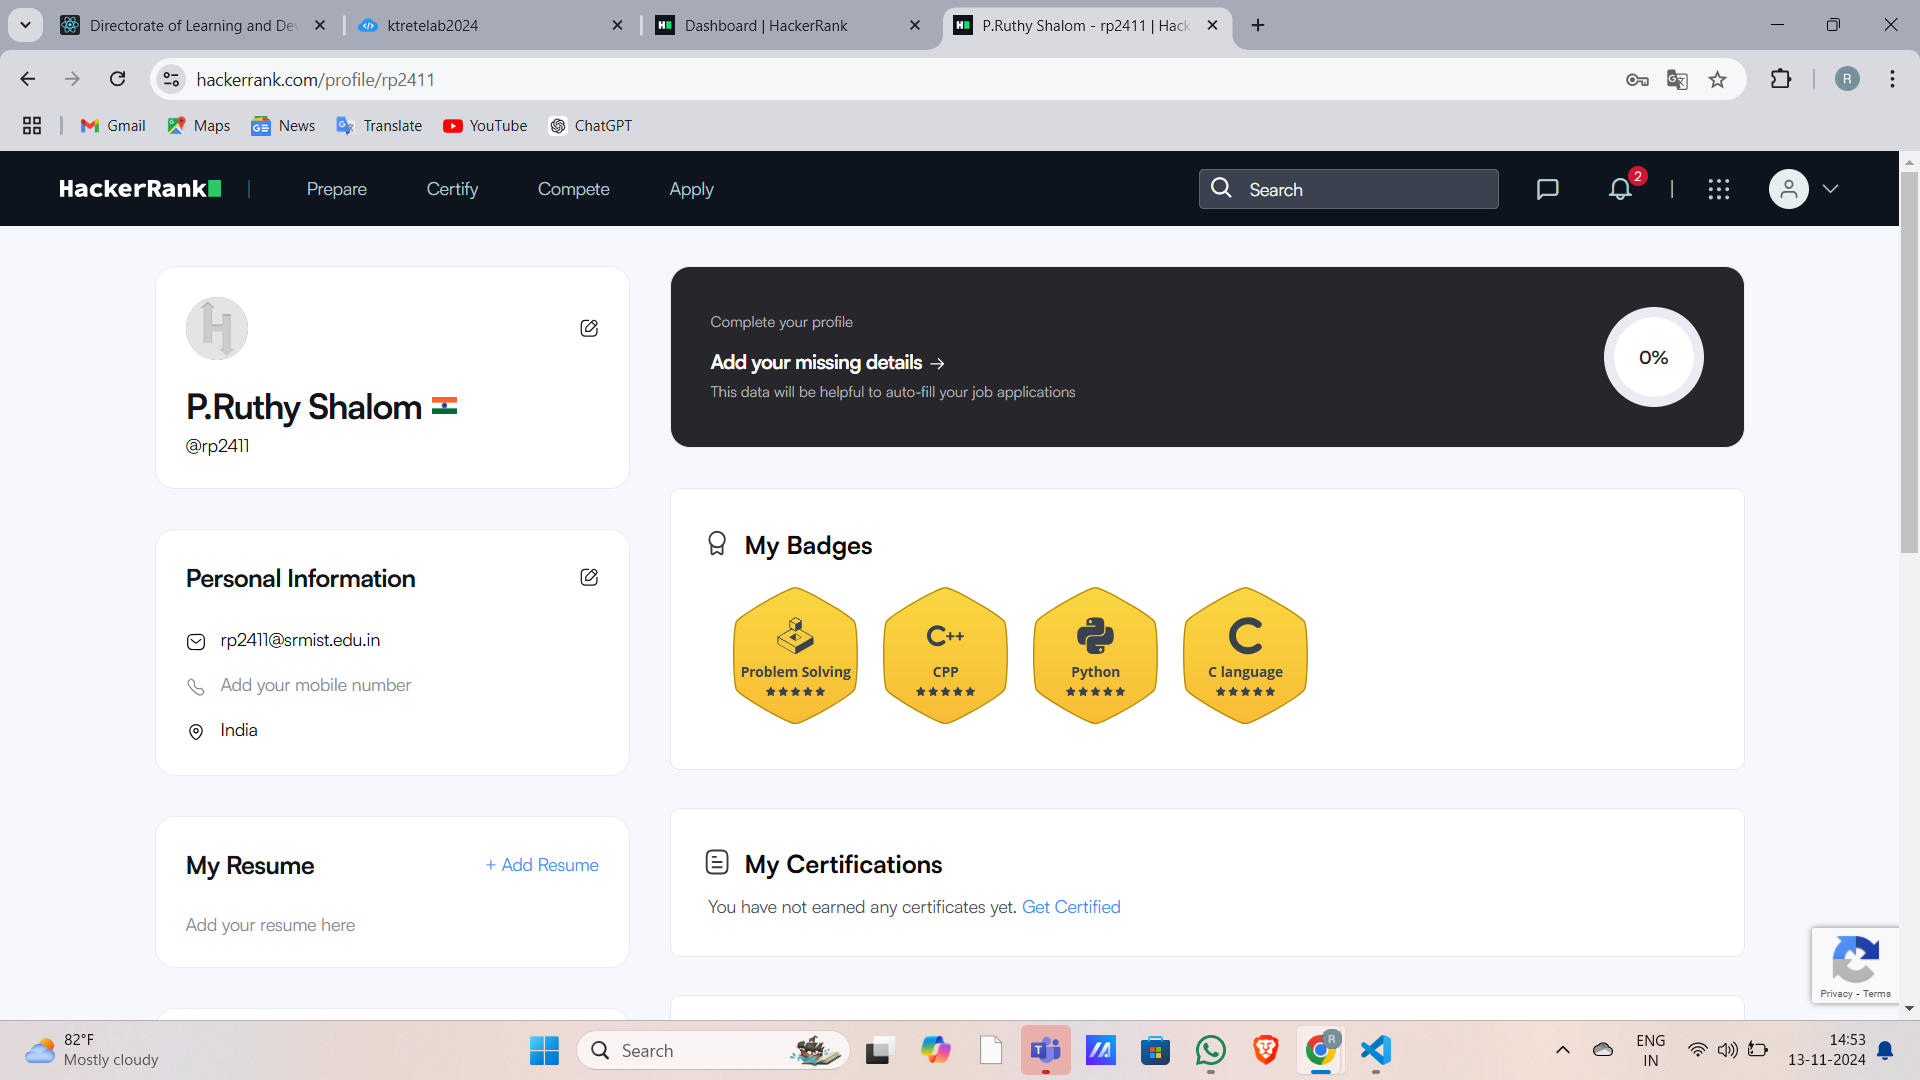 Directorate of Learning and De
ktretelab2024
Dashboard | HackerRank
P.Ruthy Shalom - rp2411 | Hack
hackerrank.com/profile/rp2411
R
Gmail
Maps
News
Translate
YouTube
ChatGPT
HackerRank
Prepare
Certify
Compete
Apply
Search
2
Complete your profile
Add your missing details →
This data will be helpful to auto-fill your job applications
0%
P.Ruthy Shalom
@rp2411
My Badges
Problem Solving
C++
CPP
Python
C
C language
Personal Information
rp2411@srmist.edu.in
Add your mobile number
India
My Certifications
You have not earned any certificates yet. Get Certified
My Resume
+ Add Resume
Add your resume here
Privacy - Terms
82°F
Mostly cloudy
Search
R
ENG
IN
14:53
13-11-2024